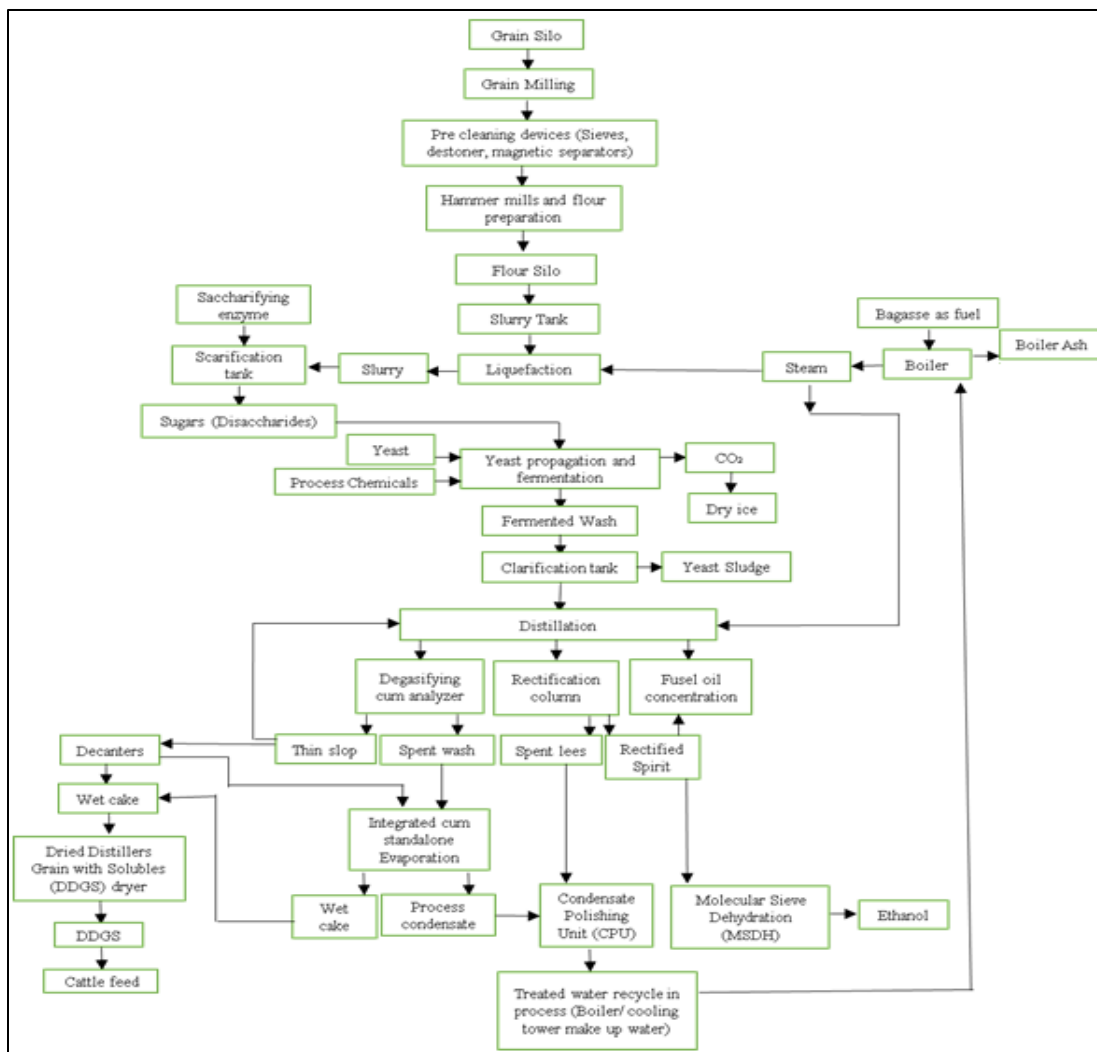 Grain Silo
Grain Milling
Pre cleaning devices (Sieves,
destoner, magnetic separators)
Hammer mills and flour
preparation
Flour Silo
Saccharifying
enzyme
Slurry Tank
Bagasse as fuel
Boiler Ash
Scarification
tank
Slurry
Liquefaction
Steam
Boiler
Sugars (Disaccharides)
Yeast
Process Chemicals
Yeast propagation and
fermentation
CO₂
Dry ice
Fermented Wash
Clarification tank
Yeast Sludge
Distillation
Degasifying
cum analyzer
Rectification
column
Fusel oil
concentration
Decanters
Thin slop
Spent wash
Spent lees
Rectified
Spirit
Wet cake
Integrated cum
standalone
Evaporation
Dried Distillers
Grain with Solubles
(DDGS) dryer
Wet
cake
Process
condensate
Condensate
Polishing
Unit (CPU)
Molecular Sieve
Dehydration
(MSDH)
Ethanol
DDGS
Cattle feed
Treated water recycle in
process (Boiler/ cooling
tower make up water)